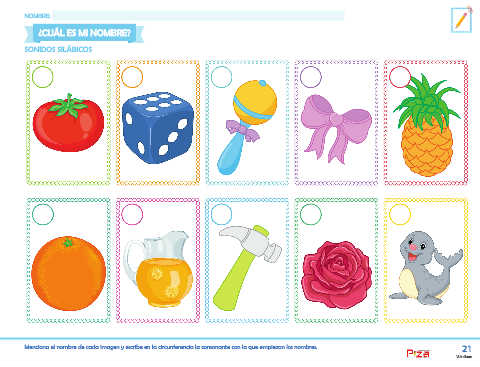 NOMBRE:
¿CUÁL ES MI NOMBRE?
SONIDOS SILÁBICOS
Menciona el nombre de cada imagen y escribe en la circunferencia la consonante con la que empiezan los nombres.
21